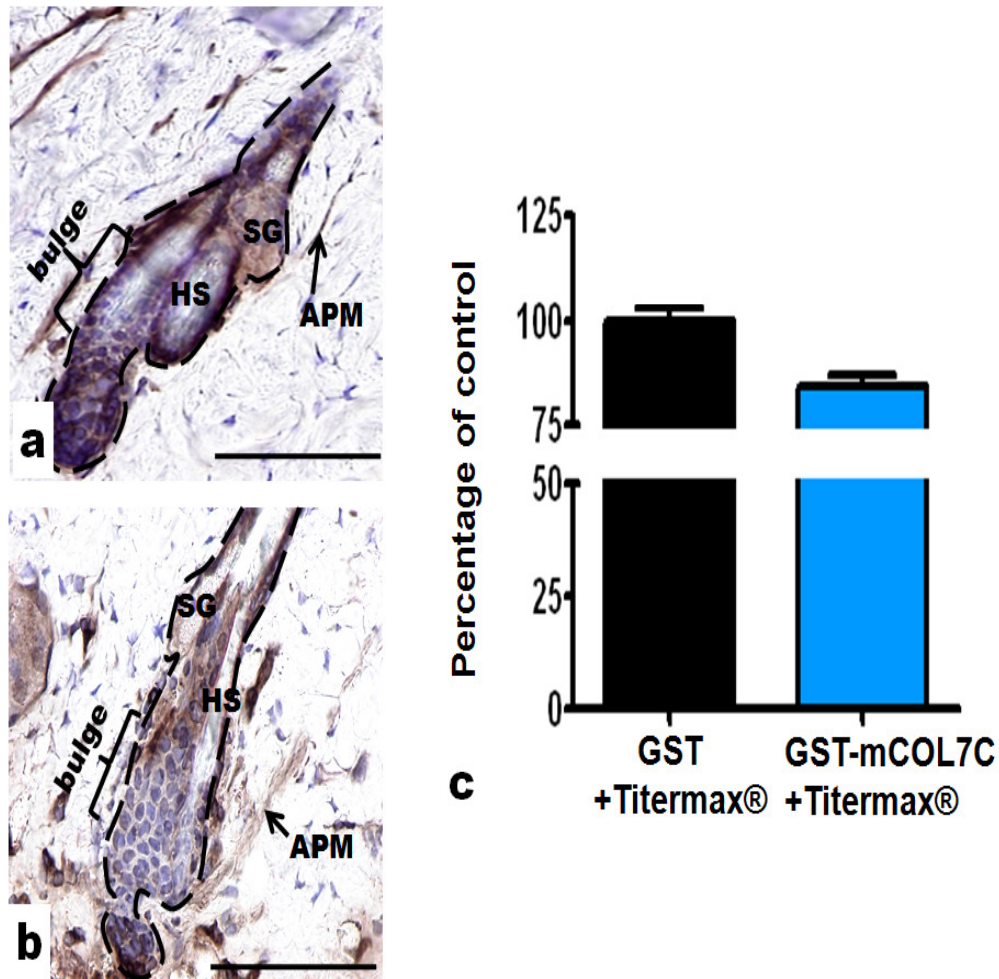 bulge
SG
HS
APM
a
SG
HS
bulge
APM
b
Percentage of control
125
100
75
50
25
0
GST
+Titermax®
GST-mCOL7C
+Titermax®
c